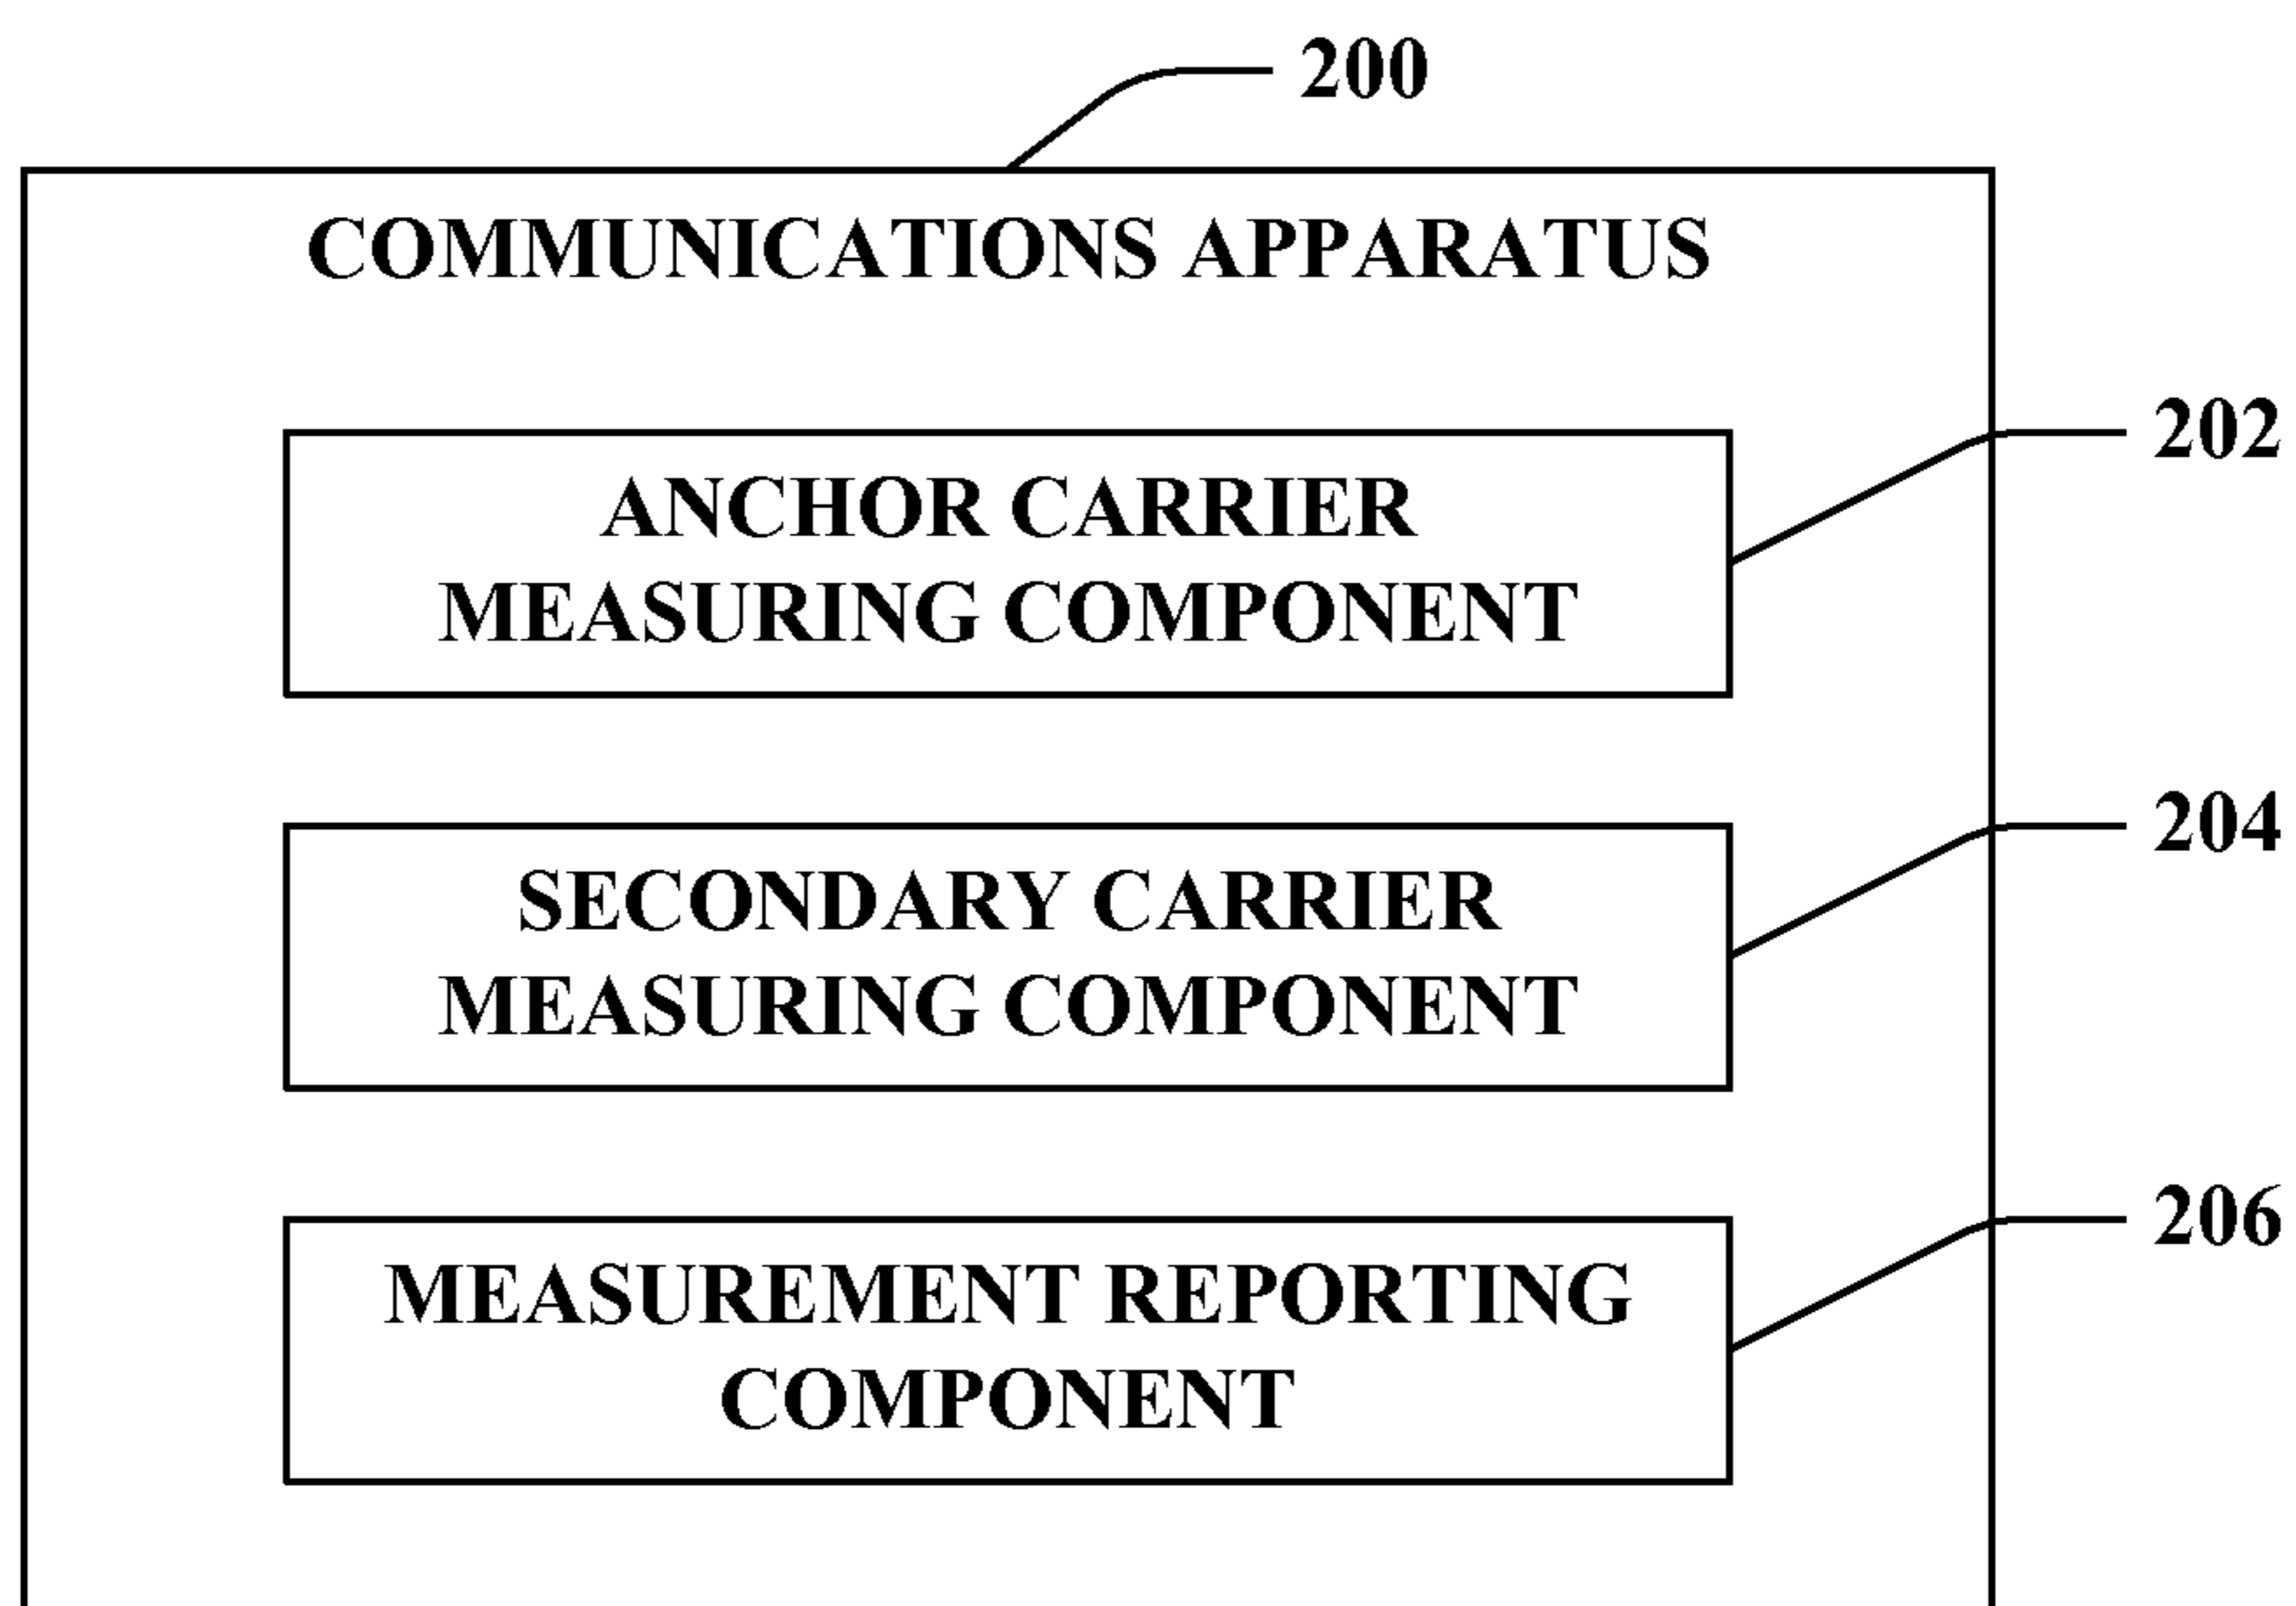 200
COMMUNICATIONS APPARATUS
202
ANCHOR CARRIER
MEASURING COMPONENT
204
SECONDARY CARRIER
MEASURING COMPONENT
206
MEASUREMENT REPORTING
COMPONENT